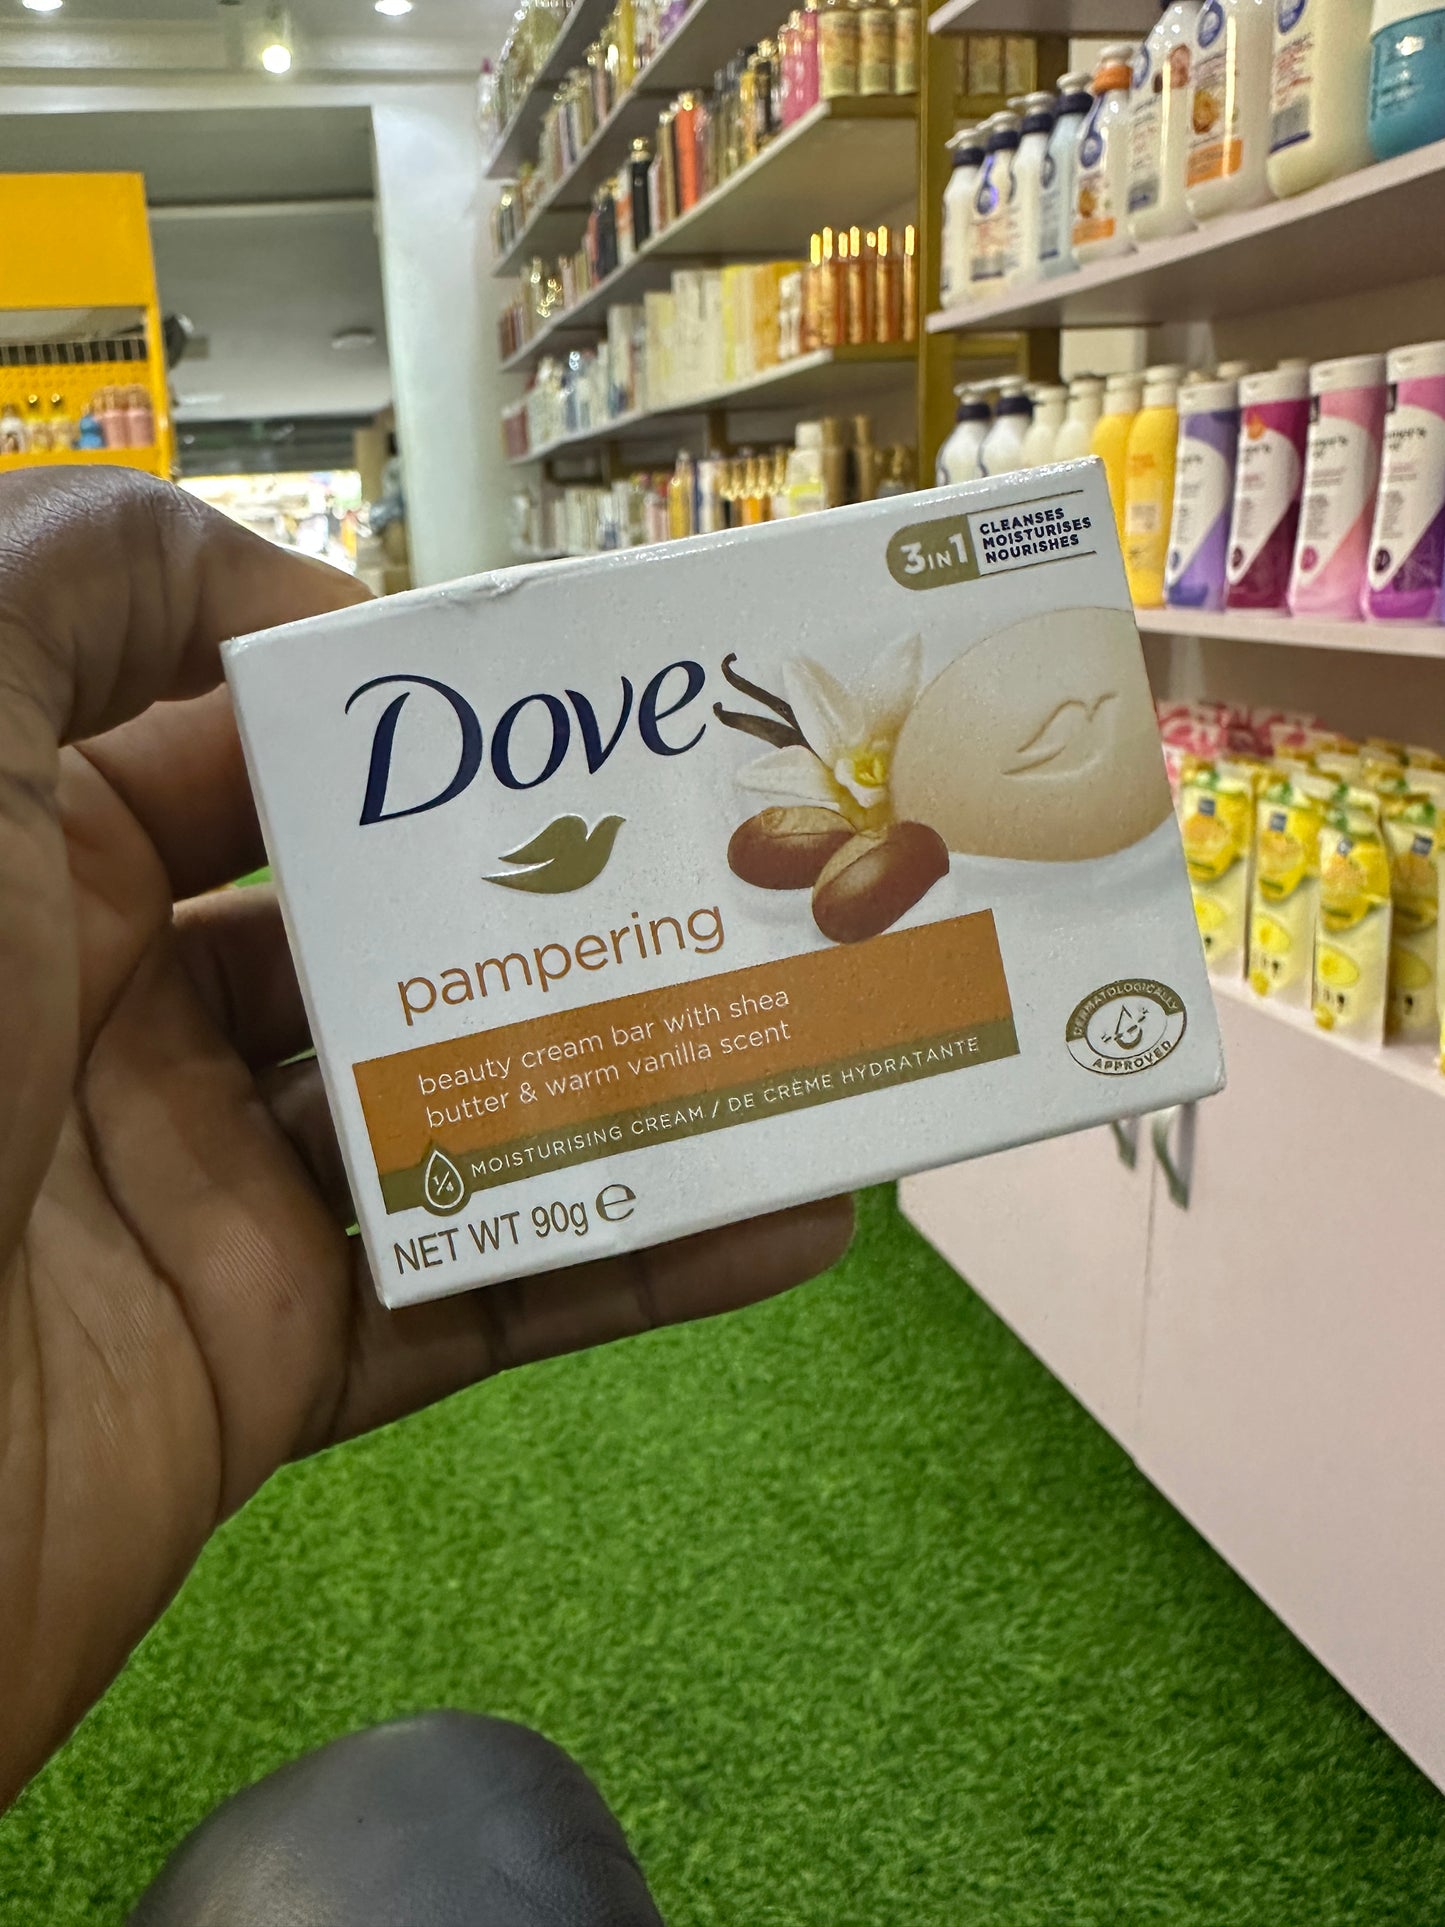 3IN1
CLEANSES
MOISTURISES
NOURISHES
Dove
pampering
beauty cream bar with shea
butter & warm vanilla scent
1/4
MOISTURISING CREAM / DE CRÈME HYDRATANTE
DERMATOLOGICALLY
APPROVED
NET WT 90g e